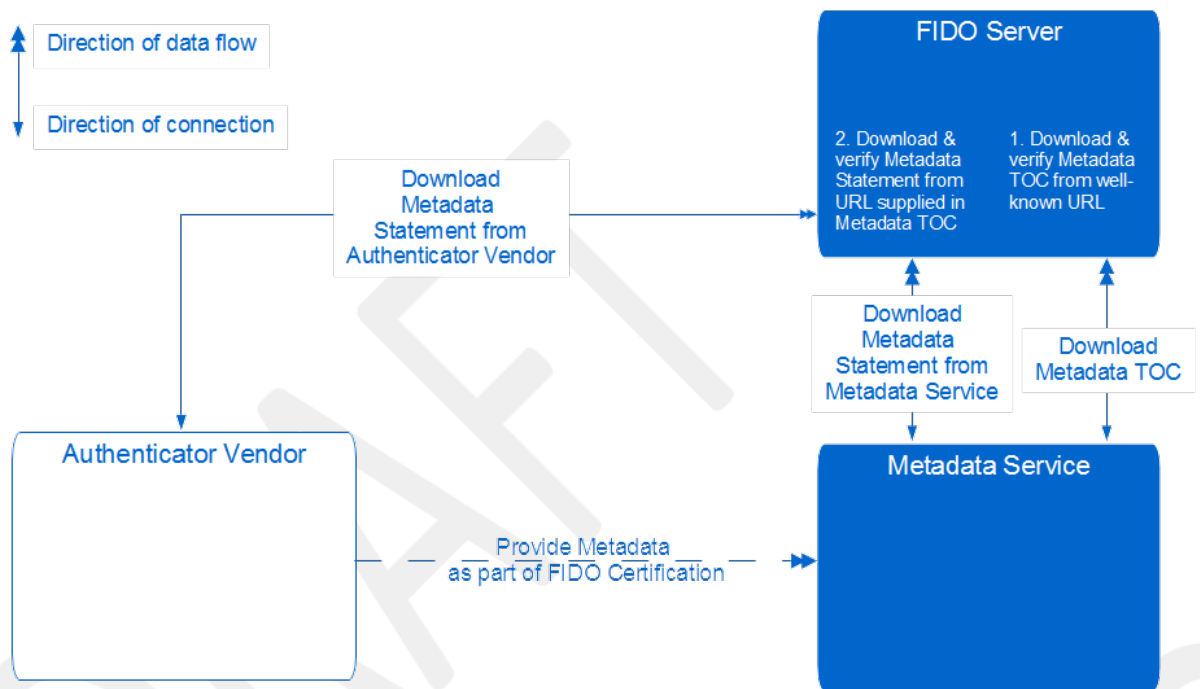 Direction of data flow
Direction of connection
FIDO Server
2. Download &
verify Metadata
Statement from
URL supplied in
Metadata TOC
1. Download &
verify Metadata
TOC from well-
known URL
Download
Metadata
Statement from
Authenticator Vendor
Download
Metadata
Statement from
Metadata Service
Download
Metadata TOC
Authenticator Vendor
Metadata Service
Provide Metadata
as part of FIDO Certification